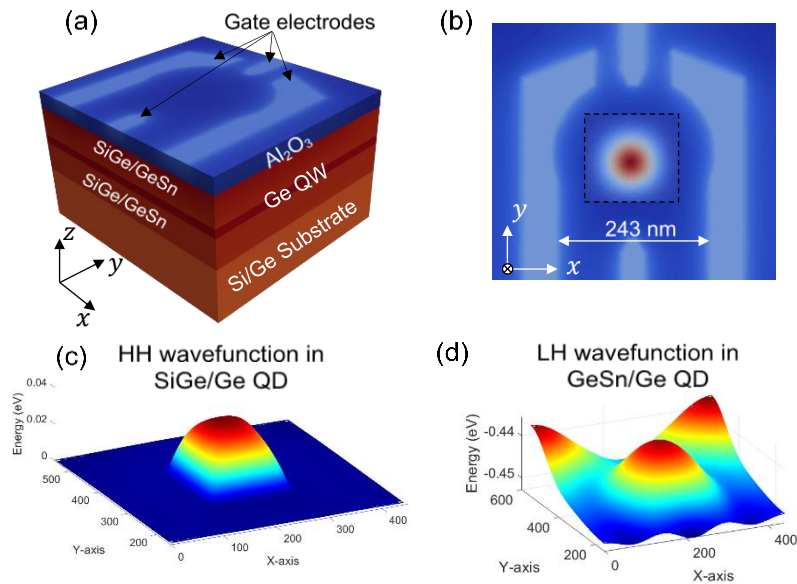 (a)
Gate electrodes
Al₂O₃
SiGe/GeSn
SiGe/GeSn
Ge QW
Si/Ge Substrate
z
y
x
(b)
243 nm
y
x
(c)
HH wavefunction in
SiGe/Ge QD
0.04
0.02
0
Energy (eV)
500
400
300
200
Y-axis
0
100
200
300
400
X-axis
(d)
LH wavefunction in
GeSn/Ge QD
-0.44
-0.45
Energy (eV)
600
400
200
Y-axis
0
200
400
X-axis